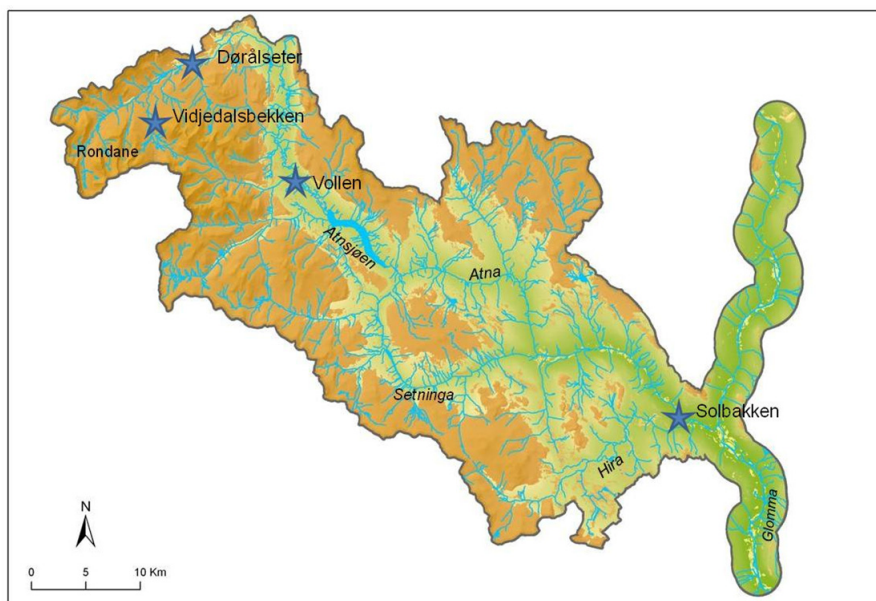 Dørålseter
Vidjedalsbekken
Rondane
Vollen
Atnsjøen
Atna
Setninga
Solbakken
Hira
Glomma
N
0 5 10 Km